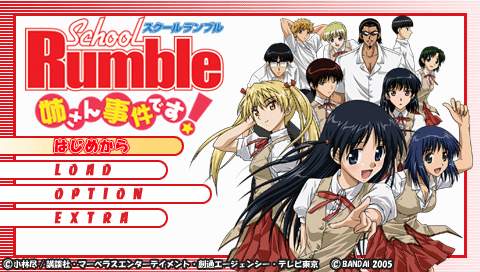 School スクールランブル
Rumble
姉さん事件です!
はじめから
LOAD
OPTION
EXTRA
©小林尽／講談社・マーベラスエンターテイメント・創通エージェンシー・テレビ東京 ©BANDAI 2005